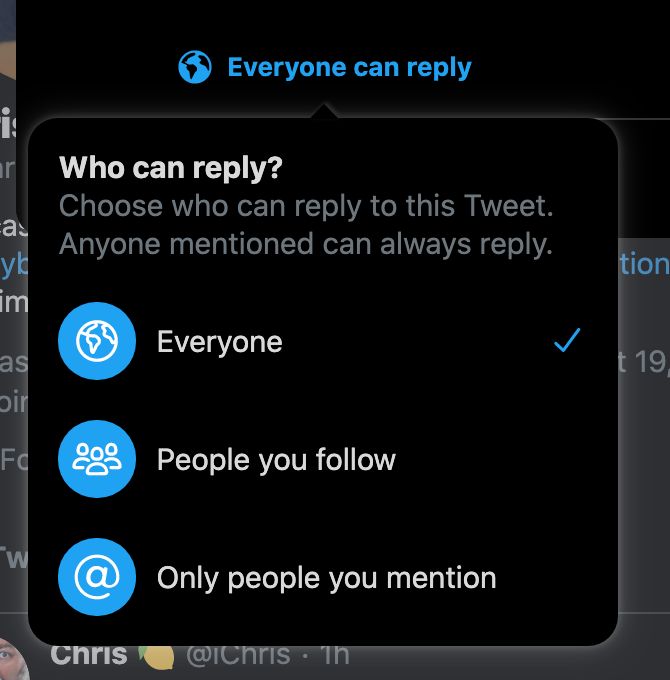 Everyone can reply
Who can reply?
Choose who can reply to this Tweet.
Anyone mentioned can always reply.
Everyone
People you follow
@ Only people you mention
Chris 🍋 @iChris · 1h